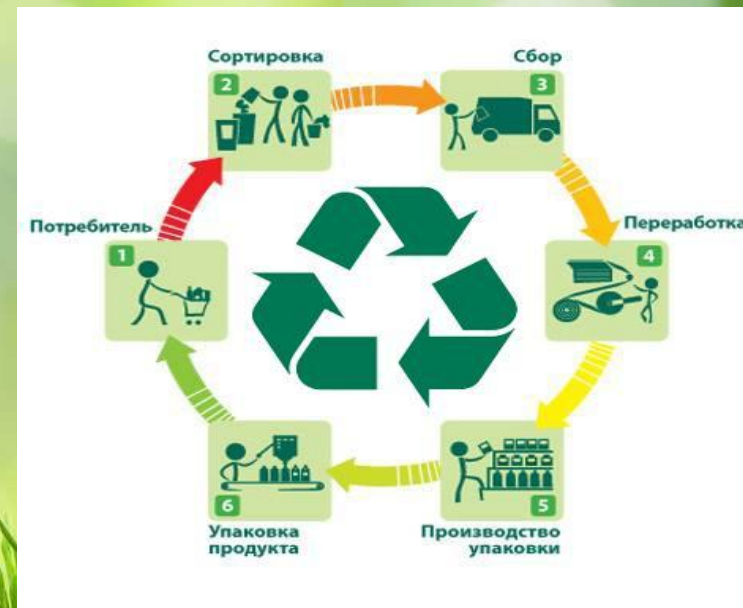 Сортировка
2
Сбор
3
Потребитель
1
Переработка
4
6
Упаковка
продукта
5
Производство
упаковки